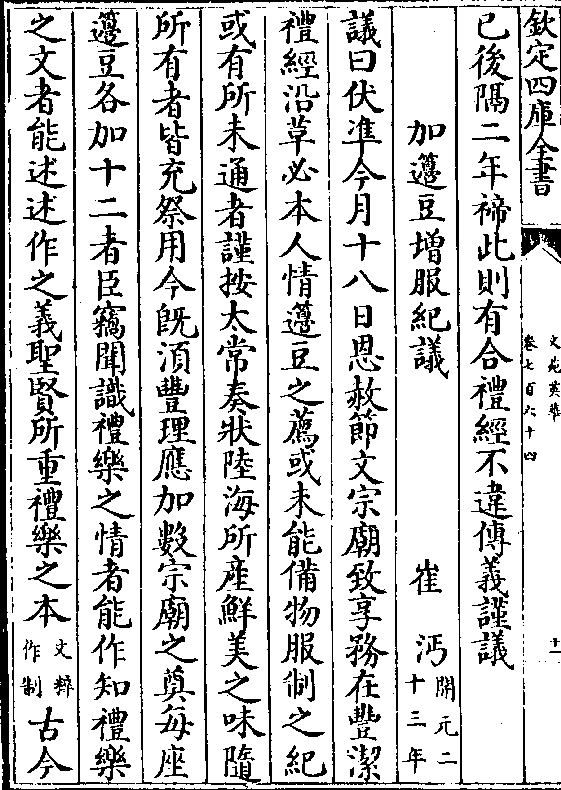 欽定四庫全書
文苑英華
卷七百六十四
十一
已後隔二年禘此則有合禮經不違傳義謹議
加籩豆增服紀議　崔沔開元二十三年
議曰伏準今月十八日恩赦節文宗廟致享務在豐潔
禮經沿革必本人情籩豆之薦或未能備物服制之紀
或有所未通者謹按太常奏狀陸海所產鮮美之味隨
所有者皆充祭用今既湏豐理應加數宗廟之奠每座
籩豆各加十二者臣竊聞識禮樂之情者能作知禮樂
之文者能述述作之義聖賢所重禮樂之本文粹作制古今